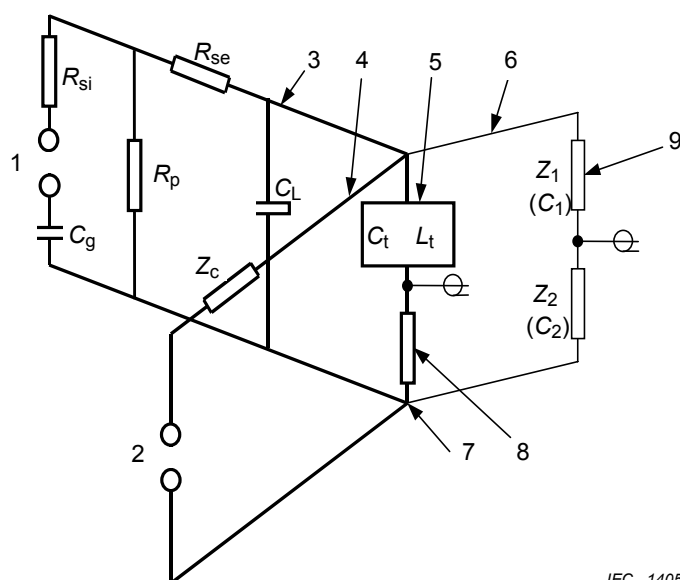 R_se
3
4
5
6
R_si
9
1
R_p
C_L
Z_1
(C_1)
C_g
C_t L_t
Z_c
Z_2
(C_2)
2
7
8
IEC 1405